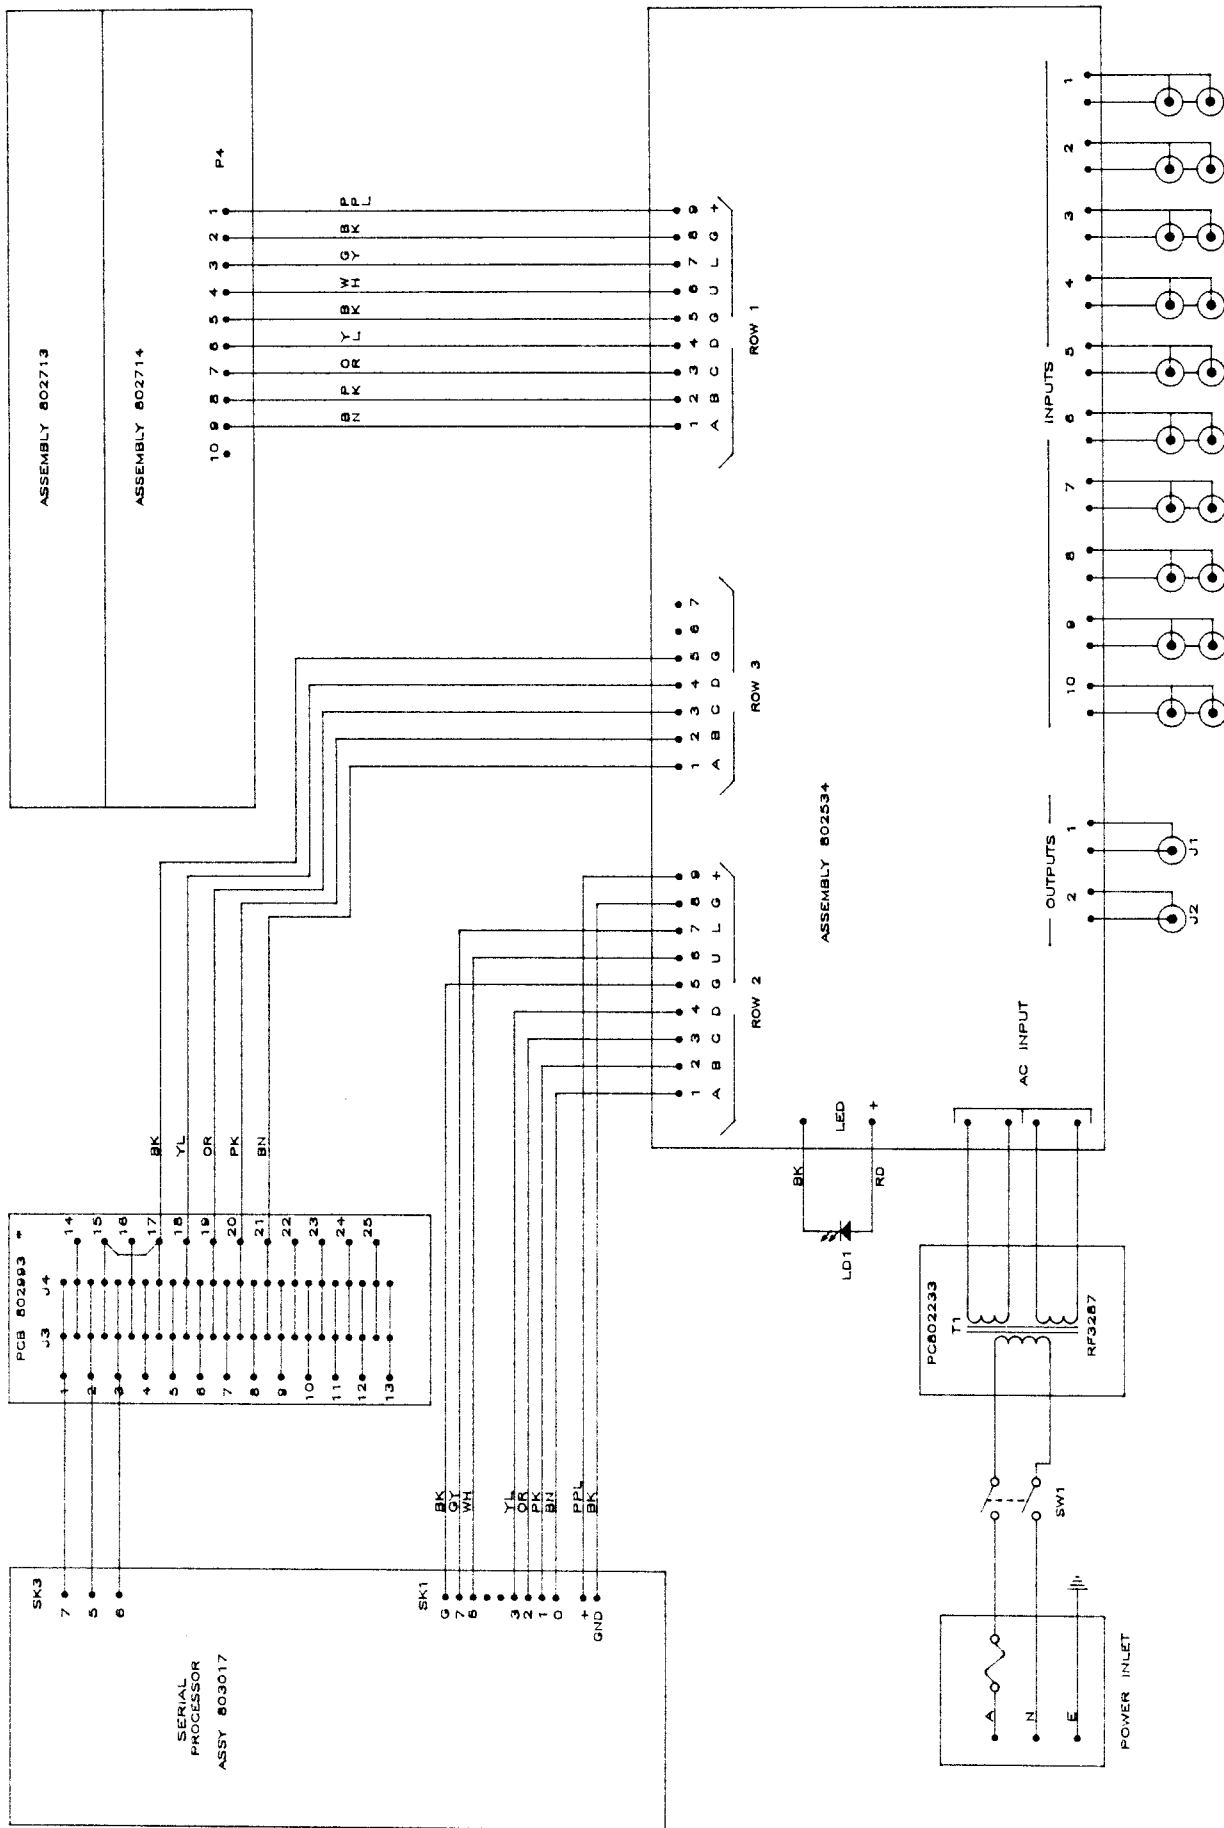 ASSEMBLY 802713
ASSEMBLY 802714
P4
1 2 3 4 5 6 7 8 9 10
PPL
BK
GY
WH
BK
YL
OR
PK
BN
9 8 7 6 5 4 3 2 1
+ G L U G D C B A
ROW 1
7 6 5 4 3 2 1
G D C B A
ROW 3
9 8 7 6 5 4 3 2 1
+ G L U G D C B A
ROW 2
ASSEMBLY 802534
INPUTS
1 2 3 4 5 6 7 8 9 10
OUTPUTS
1 2
J1
J2
AC INPUT
LED
+
BK
RD
LD1
PCB 802993 *
J3
J4
14 15 16 17 18 19 20 21 22 23 24 25
1 2 3 4 5 6 7 8 9 10 11 12 13
BK
YL
OR
PK
BN
SERIAL
PROCESSOR
ASSY 803017
SK3
7
5
6
SK1
G
7
6
3
2
1
0
+
GND
BK
GY
WH
YL
OR
PK
BN
PPL
BK
PC802233
T1
RF3287
SW1
A
N
E
POWER INLET